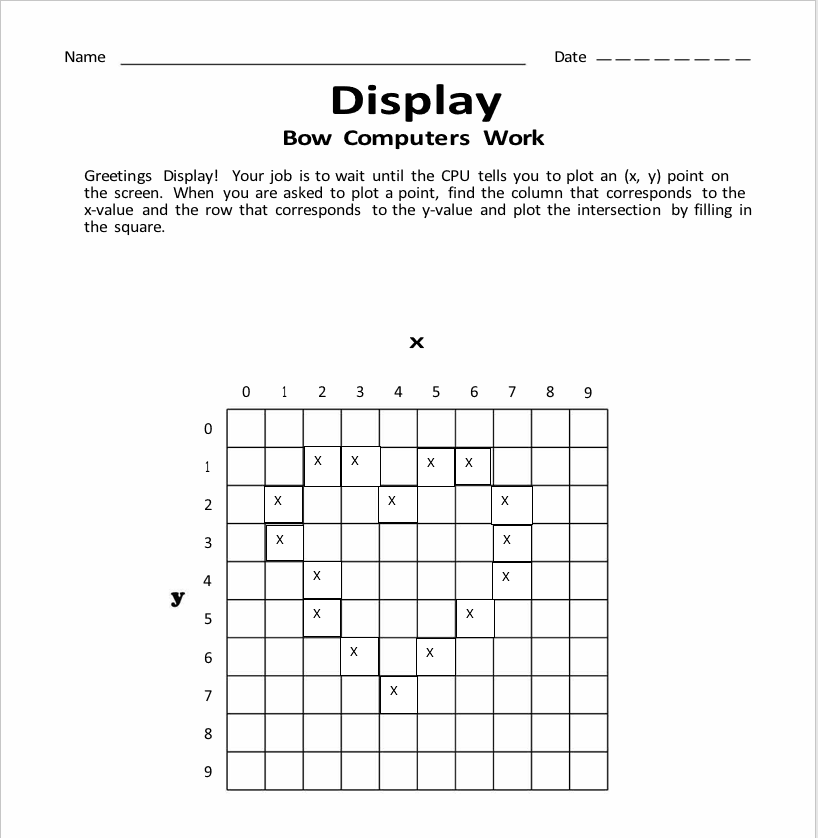 Name Date
Display
Bow Computers Work
Greetings Display! Your job is to wait until the CPU tells you to plot an (x, y) point on
the screen. When you are asked to plot a point, find the column that corresponds to the
x-value and the row that corresponds to the y-value and plot the intersection by filling in
the square.
x
0 1 2 3 4 5 6 7 8 9
0
1 X X X X
2 X X X
3 X X
4 X X
y
5 X X
6 X X
7 X
8
9